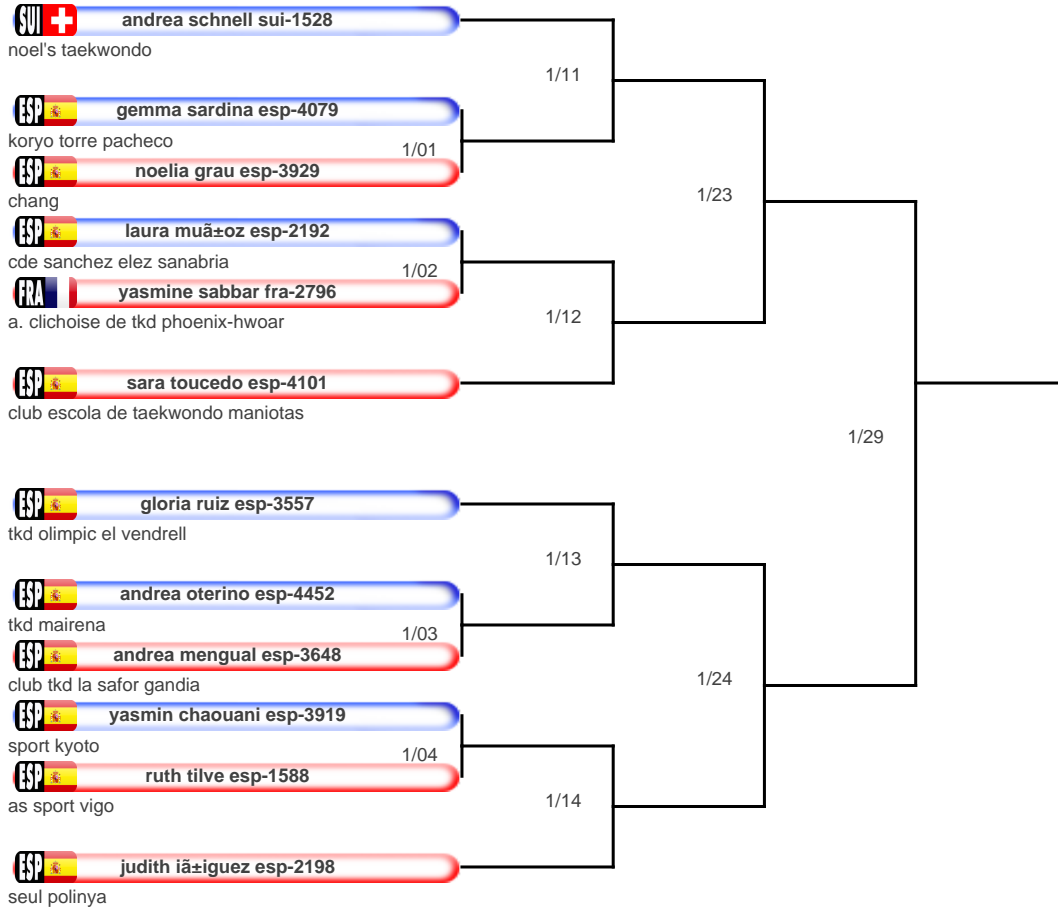 SUI andrea schnell sui-1528
noel's taekwondo
1/11
ESP gemma sardina esp-4079
koryo torre pacheco
1/01
ESP noelia grau esp-3929
chang
1/23
ESP laura muã±oz esp-2192
cde sanchez elez sanabria
1/02
FRA yasmine sabbar fra-2796
a. clichoise de tkd phoenix-hwoar
1/12
ESP sara toucedo esp-4101
club escola de taekwondo maniotas
1/29
ESP gloria ruiz esp-3557
tkd olimpic el vendrell
1/13
ESP andrea oterino esp-4452
tkd mairena
1/03
ESP andrea mengual esp-3648
club tkd la safor gandia
1/24
ESP yasmin chaouani esp-3919
sport kyoto
1/04
ESP ruth tilve esp-1588
as sport vigo
1/14
ESP judith iã±iguez esp-2198
seul polinya